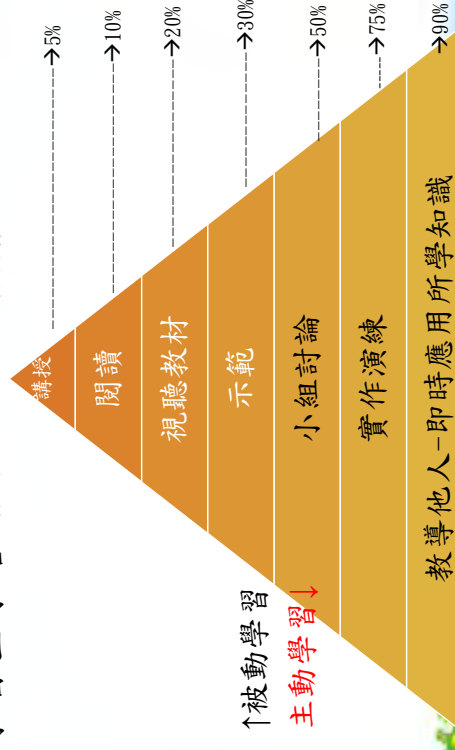 講授
----------→5%
閱讀
----------→10%
視聽教材
----------→20%
示範
----------→30%
小組討論
----------→50%
實作演練
----------→75%
教導他人-即時應用所學知識
→90%
↑被動學習
主動學習↓